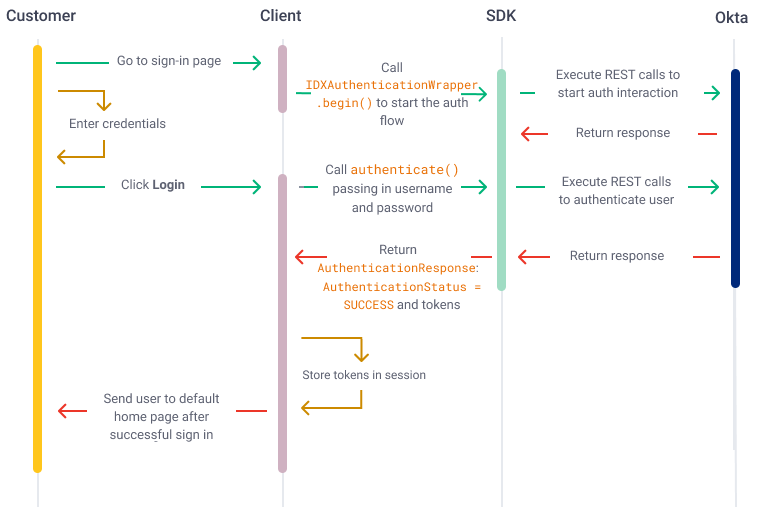 Customer
Client
SDK
Okta
Go to sign-in page
Call
IDXAuthenticationWrapper
.begin() to start the auth
flow
Execute REST calls to
start auth interaction
Enter credentials
Return response
Click Login
Call authenticate()
passing in username
and password
Execute REST calls
to authenticate user
Return
AuthenticationResponse:
AuthenticationStatus =
SUCCESS and tokens
Return response
Store tokens in session
Send user to default
home page after
successful sign in